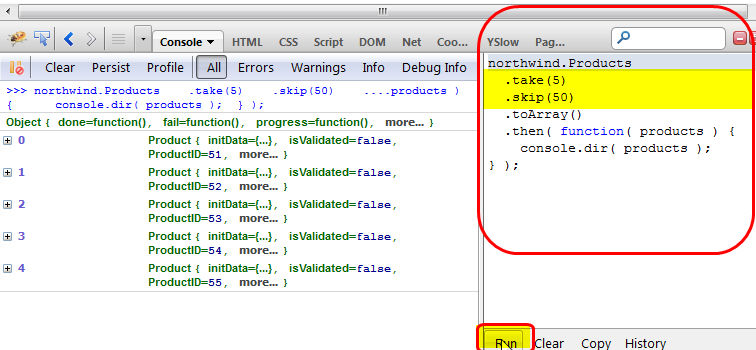 Console HTML CSS Script DOM Net Coo... YSlow Pag...
Clear Persist Profile All Errors Warnings Info Debug Info
>>> northwind.Products .take(5) .skip(50) ....products )
{ console.dir( products ); } );
Object { done=function(), fail=function(), progress=function(), more... }
0 Product { initData={...}, isValidated=false,
ProductID=51, more... }
1 Product { initData={...}, isValidated=false,
ProductID=52, more... }
2 Product { initData={...}, isValidated=false,
ProductID=53, more... }
3 Product { initData={...}, isValidated=false,
ProductID=54, more... }
4 Product { initData={...}, isValidated=false,
ProductID=55, more... }
northwind.Products
.take(5)
.skip(50)
.toArray()
.then( function( products ) {
console.dir( products );
} );
Run Clear Copy History